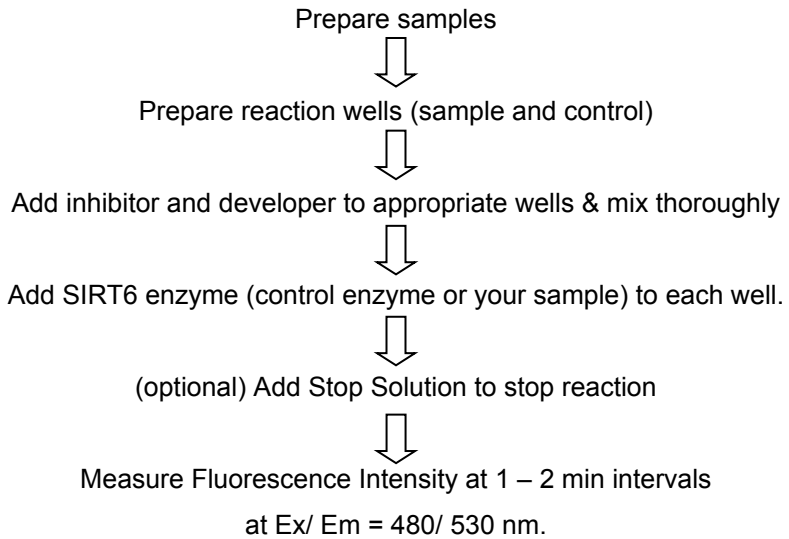 Prepare samples
Prepare reaction wells (sample and control)
Add inhibitor and developer to appropriate wells & mix thoroughly
Add SIRT6 enzyme (control enzyme or your sample) to each well.
(optional) Add Stop Solution to stop reaction
Measure Fluorescence Intensity at 1 – 2 min intervals
at Ex/ Em = 480/ 530 nm.